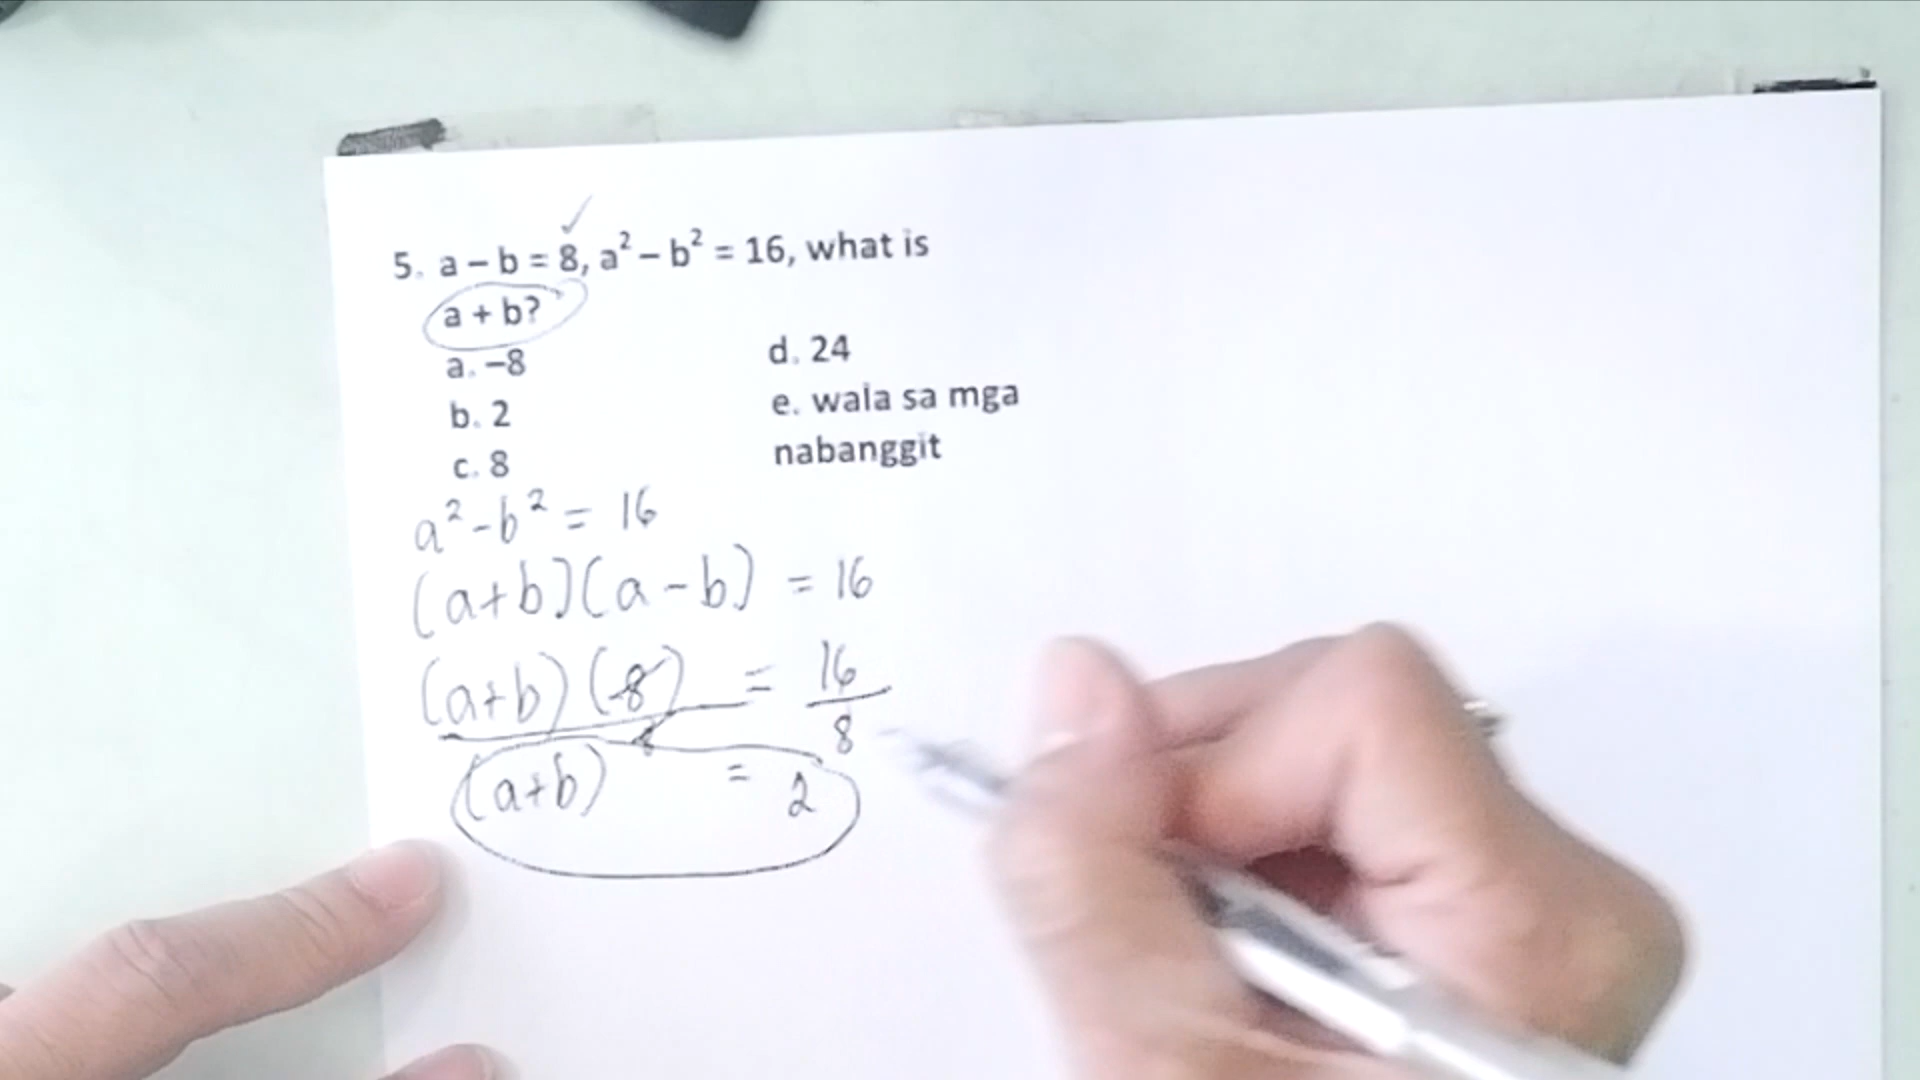 5. a – b = 8, a² – b² = 16, what is
a + b?
a. –8
b. 2
c. 8
d. 24
e. wala sa mga
nabanggit
a² - b² = 16
(a+b)(a-b) = 16
(a+b)(8) = 16
8 8
(a+b) = 2